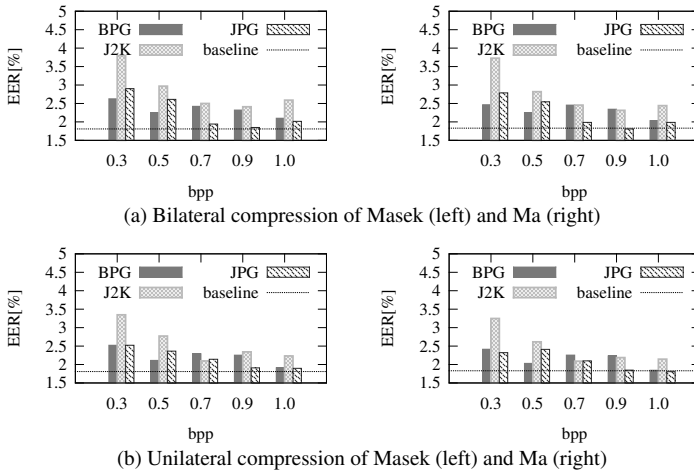 5
4.5
4
3.5
3
2.5
2
1.5
EER[%]
BPG
J2K
JPG
baseline
0.3 0.5 0.7 0.9 1.0
bpp
5
4.5
4
3.5
3
2.5
2
1.5
EER[%]
BPG
J2K
JPG
baseline
0.3 0.5 0.7 0.9 1.0
bpp
(a) Bilateral compression of Masek (left) and Ma (right)
5
4.5
4
3.5
3
2.5
2
1.5
EER[%]
BPG
J2K
JPG
baseline
0.3 0.5 0.7 0.9 1.0
bpp
5
4.5
4
3.5
3
2.5
2
1.5
EER[%]
BPG
J2K
JPG
baseline
0.3 0.5 0.7 0.9 1.0
bpp
(b) Unilateral compression of Masek (left) and Ma (right)